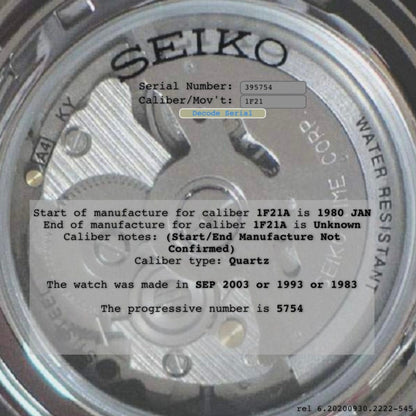 SEIKO
Serial Number: 395754
Caliber/Mov't: 1F21
Decode Serial
A4)
KY
WATER RESISTANT
Start of manufacture for caliber 1F21A is 1980 JAN
End of manufacture for caliber 1F21A is Unknown
Caliber notes: (Start/End Manufacture Not
Confirmed)
Caliber type: Quartz
The watch was made in SEP 2003 or 1993 or 1983
The progressive number is 5754
rel 6.20200930.2222-545